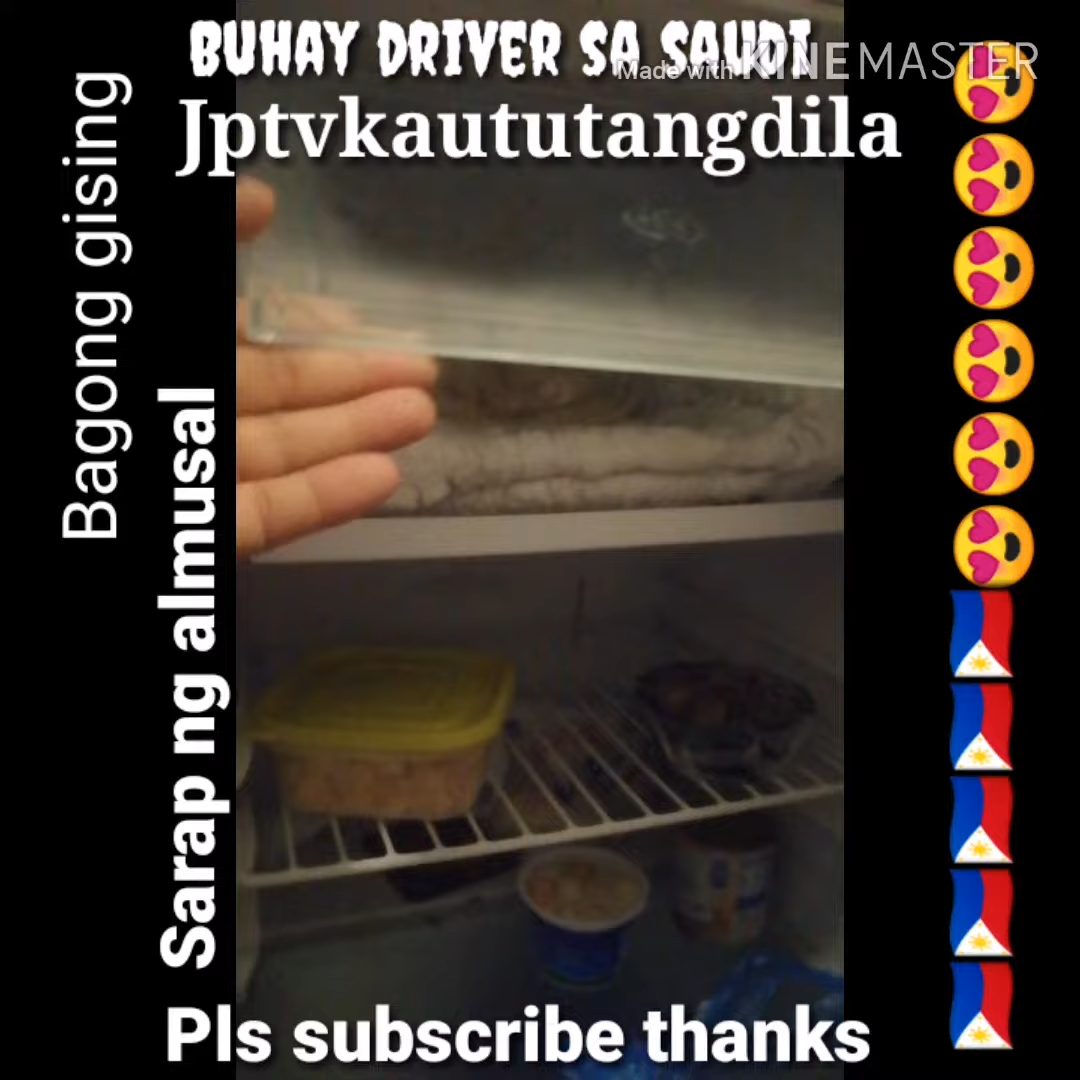 BUHAY DRIVER SA SAUDI
Made with KINEMASTER
Jptvkaututangdila
Bagong gising
Sarap ng almusal
Pls subscribe thanks